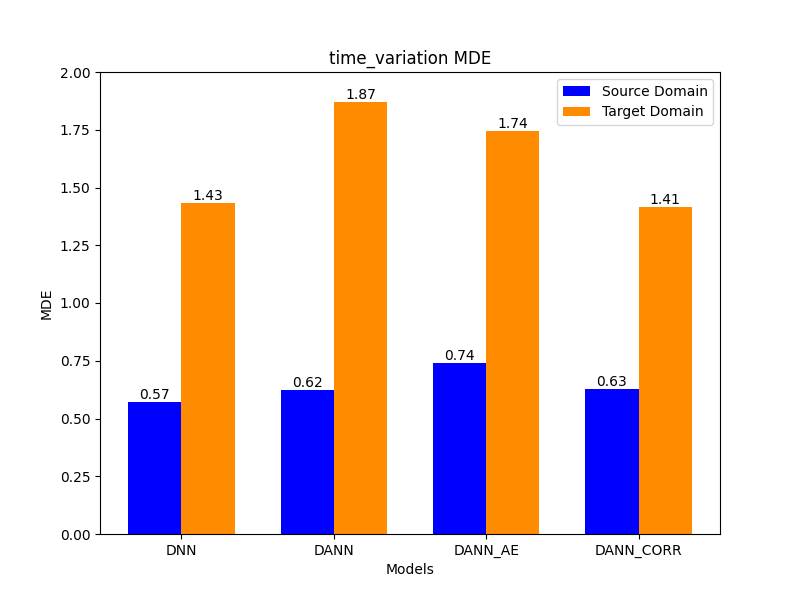 time_variation MDE
Source Domain
Target Domain
MDE
2.00
1.75
1.50
1.25
1.00
0.75
0.50
0.25
0.00
0.57
1.43
0.62
1.87
0.74
1.74
0.63
1.41
DNN
DANN
DANN_AE
DANN_CORR
Models